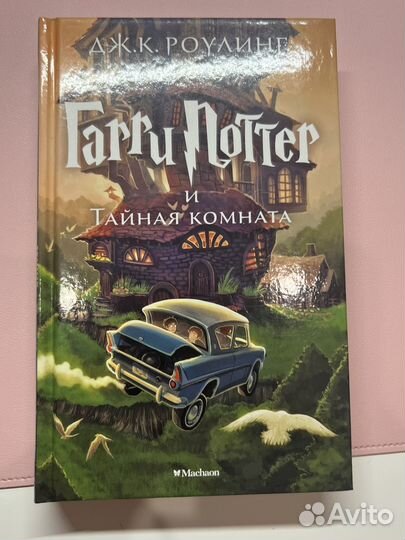 ДЖ.К. РОУЛИНГ
Гарри Поттер
и
Тайная комната
Machaon
Avito